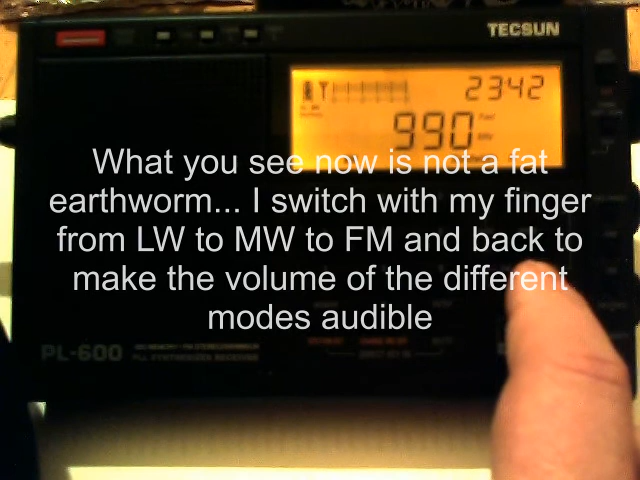 TECSUN
2342
990
What you see now is not a fat
earthworm... I switch with my finger
from LW to MW to FM and back to
make the volume of the different
modes audible
PL-600